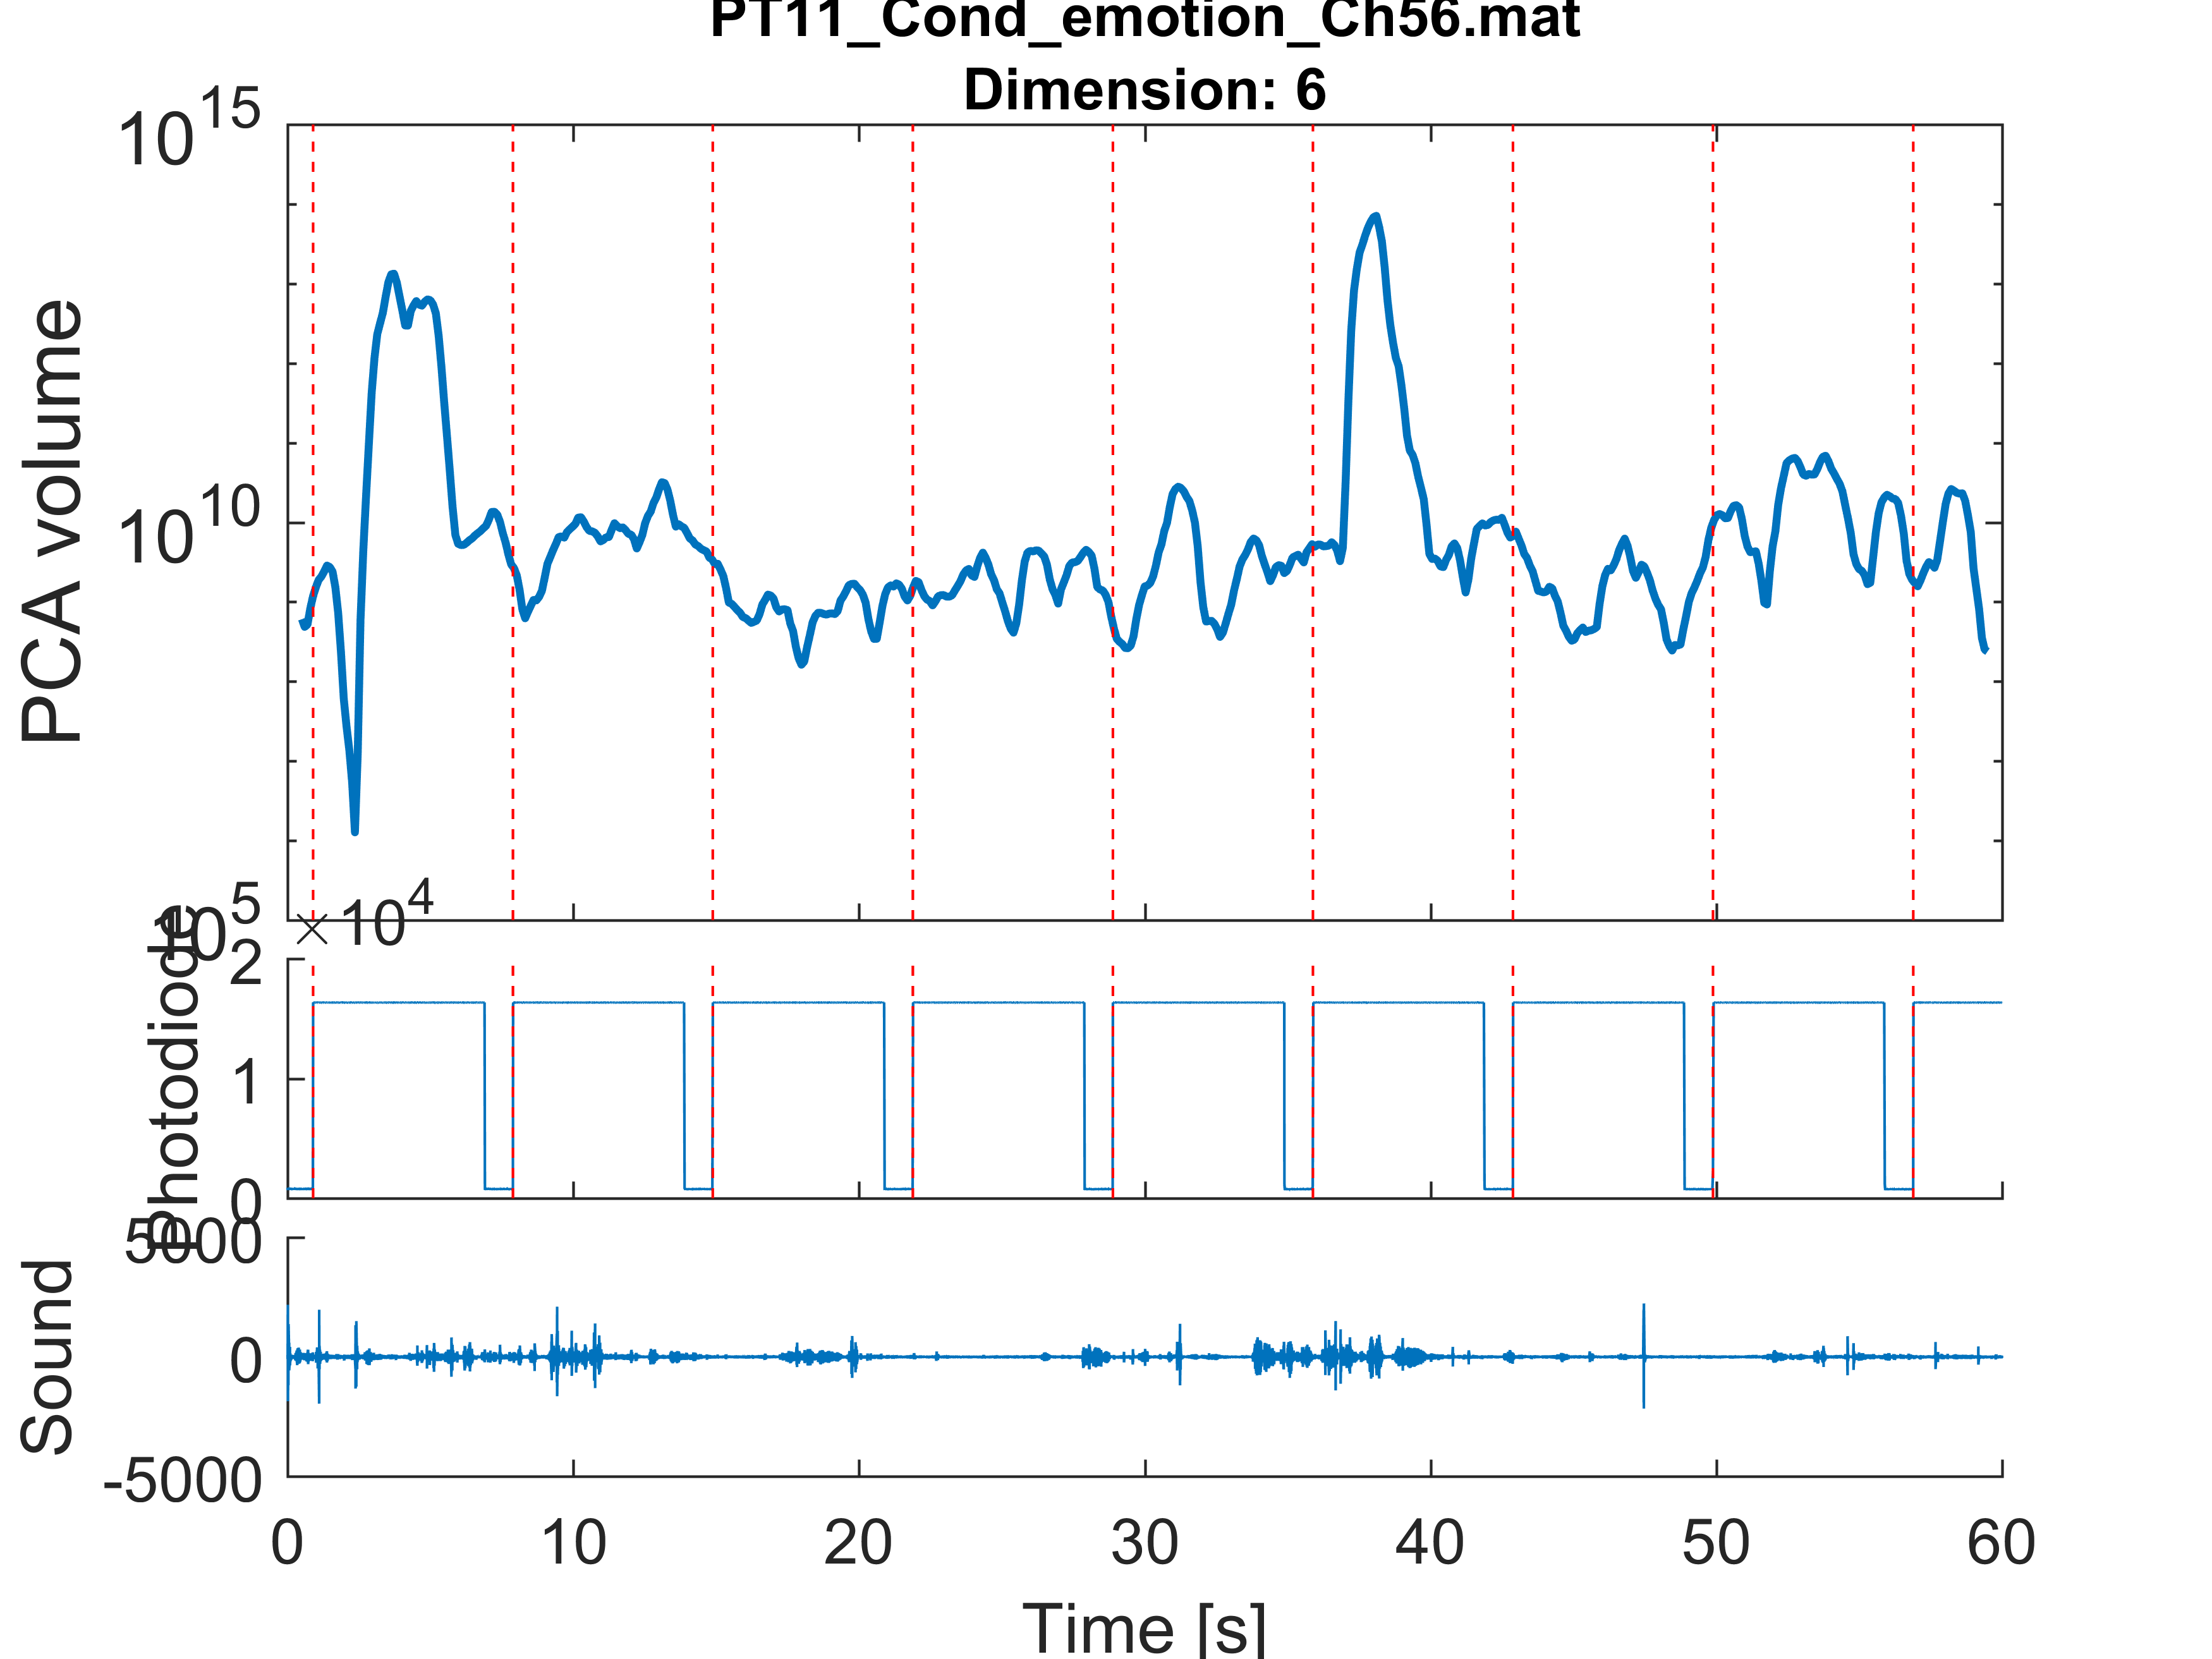 PT11_Cond_emotion_Ch56.mat
Dimension: 6
10^15
10^10
10^5
PCA volume
×10^4
2
1
0
Photodiode
5000
0
-5000
Sound
0 10 20 30 40 50 60
Time [s]